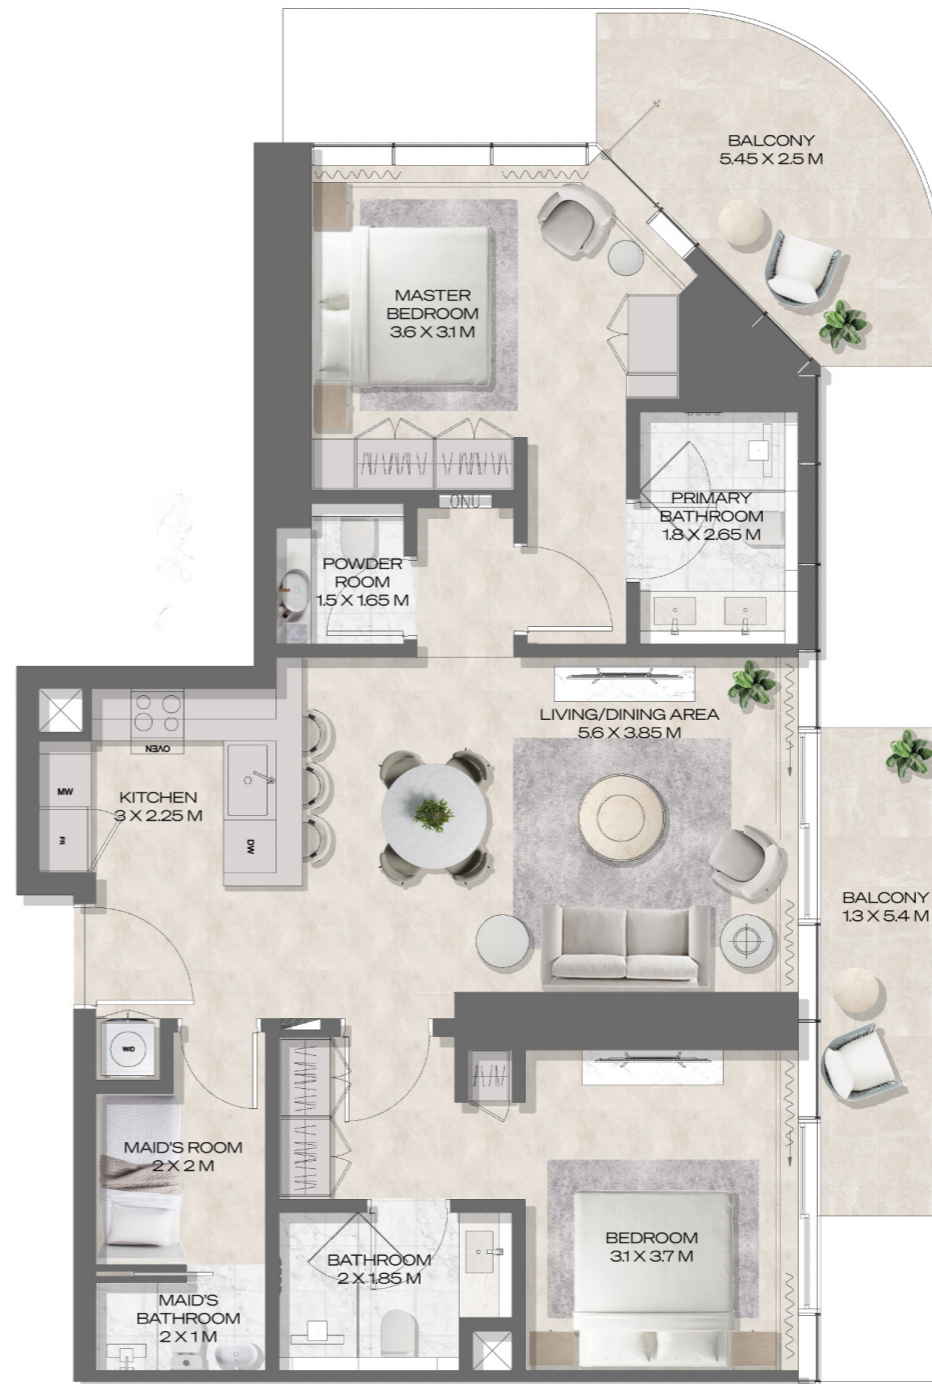 BALCONY
5.45 X 2.5 M
MASTER
BEDROOM
3.6 X 3.1 M
PRIMARY
BATHROOM
1.8 X 2.65 M
ONU
POWDER
ROOM
1.5 X 1.65 M
LIVING/DINING AREA
5.6 X 3.85 M
OVEN
KITCHEN
3 X 2.25 M
MW
FR
DW
BALCONY
1.3 X 5.4 M
MAID'S ROOM
2 X 2 M
BEDROOM
3.1 X 3.7 M
BATHROOM
2 X 1.85 M
MAID'S
BATHROOM
2 X 1 M